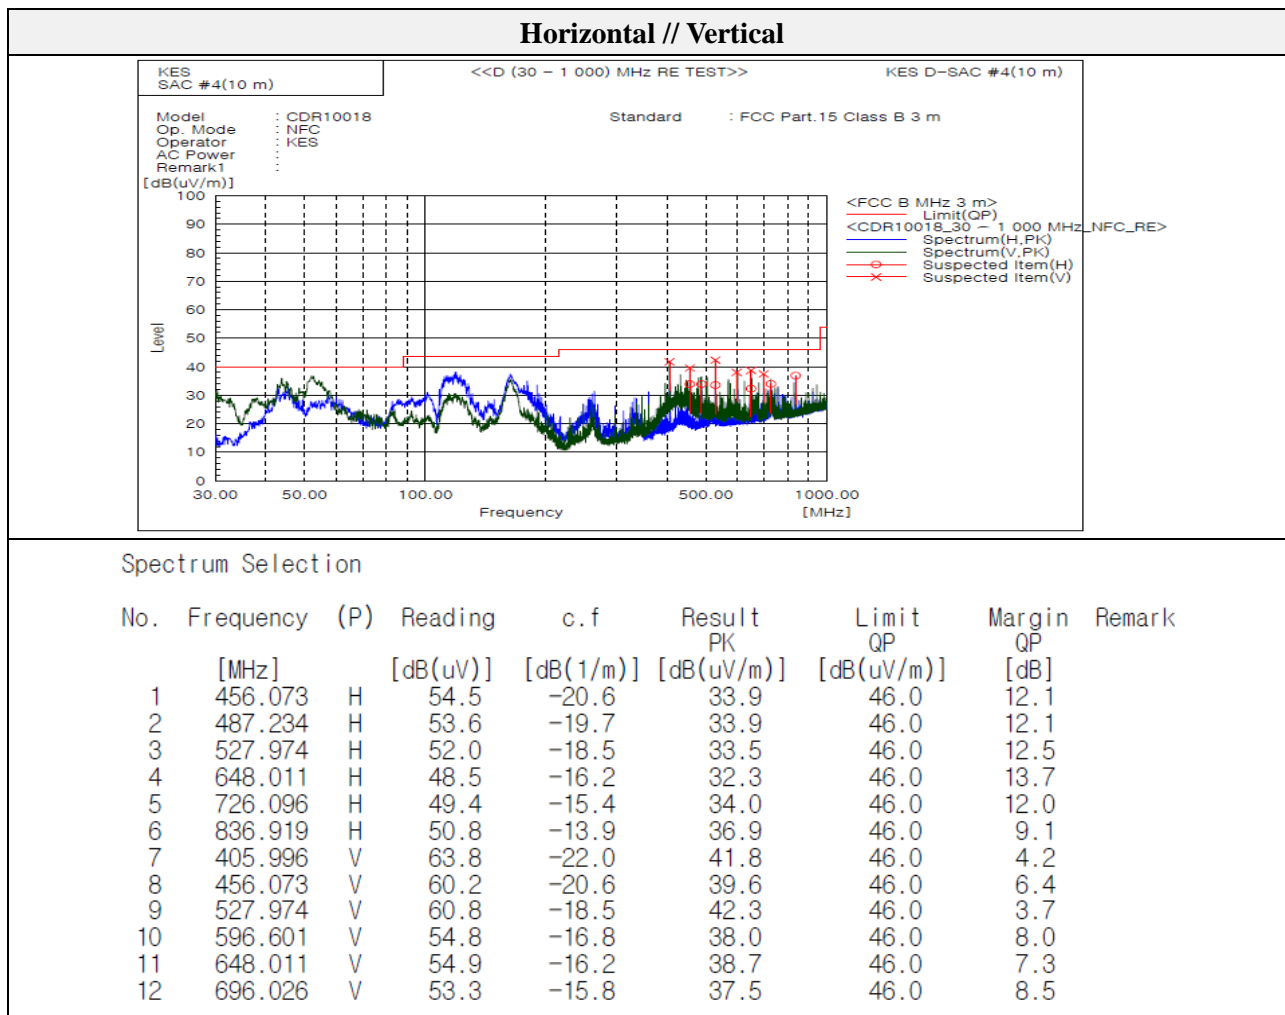 Horizontal // Vertical
KES
SAC #4(10 m)
<<D (30 - 1 000) MHz RE TEST>>
KES D-SAC #4(10 m)
Model : CDR10018
Standard : FCC Part.15 Class B 3 m
Op. Mode : NFC
Operator : KES
AC Power :
Remark1 :
[dB(uV/m)]
100
90
80
70
60
50
40
30
20
10
0
Level
30.00 50.00 100.00 500.00 1000.00
Frequency [MHz]
<FCC B MHz 3 m>
Limit(QP)
<CDR10018_30 - 1 000 MHz_NFC_RE>
Spectrum(H,PK)
Spectrum(V,PK)
Suspected Item(H)
Suspected Item(V)
Spectrum Selection
No. Frequency (P) Reading c.f Result Limit Margin Remark
PK QP QP
[MHz] [dB(uV)] [dB(1/m)] [dB(uV/m)] [dB(uV/m)] [dB]
1 456.073 H 54.5 -20.6 33.9 46.0 12.1
2 487.234 H 53.6 -19.7 33.9 46.0 12.1
3 527.974 H 52.0 -18.5 33.5 46.0 12.5
4 648.011 H 48.5 -16.2 32.3 46.0 13.7
5 726.096 H 49.4 -15.4 34.0 46.0 12.0
6 836.919 H 50.8 -13.9 36.9 46.0 9.1
7 405.996 V 63.8 -22.0 41.8 46.0 4.2
8 456.073 V 60.2 -20.6 39.6 46.0 6.4
9 527.974 V 60.8 -18.5 42.3 46.0 3.7
10 596.601 V 54.8 -16.8 38.0 46.0 8.0
11 648.011 V 54.9 -16.2 38.7 46.0 7.3
12 696.026 V 53.3 -15.8 37.5 46.0 8.5